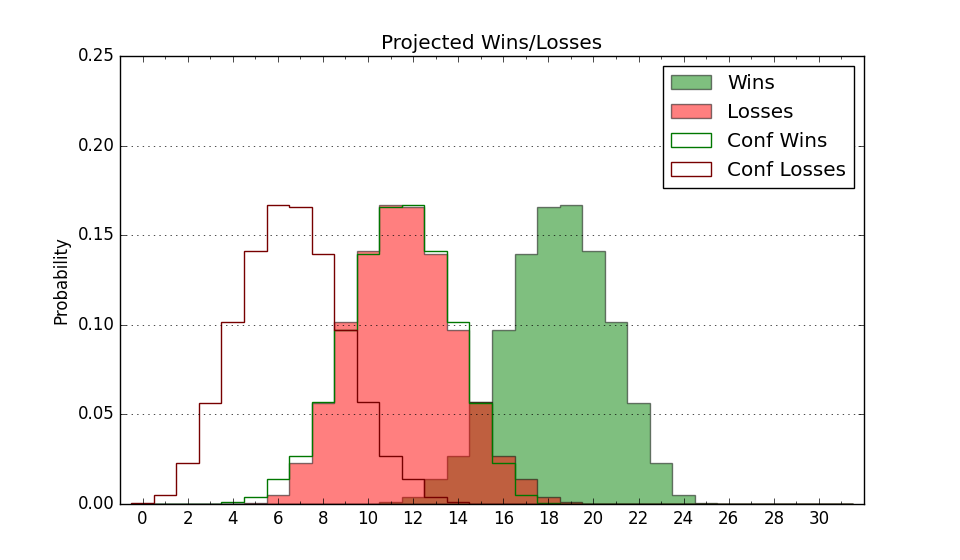 Projected Wins/Losses
Wins
Losses
Conf Wins
Conf Losses
Probability
0.25
0.20
0.15
0.10
0.05
0.00
0 2 4 6 8 10 12 14 16 18 20 22 24 26 28 30